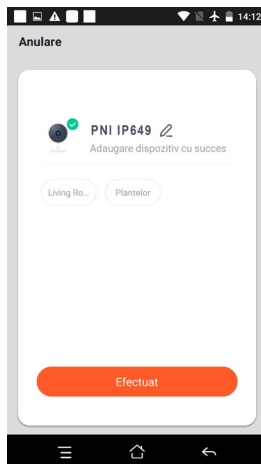 14:12
Anulare
PNI IP649
Adaugare dispozitiv cu succes
Living Ro...
Plantelor
Efectuat